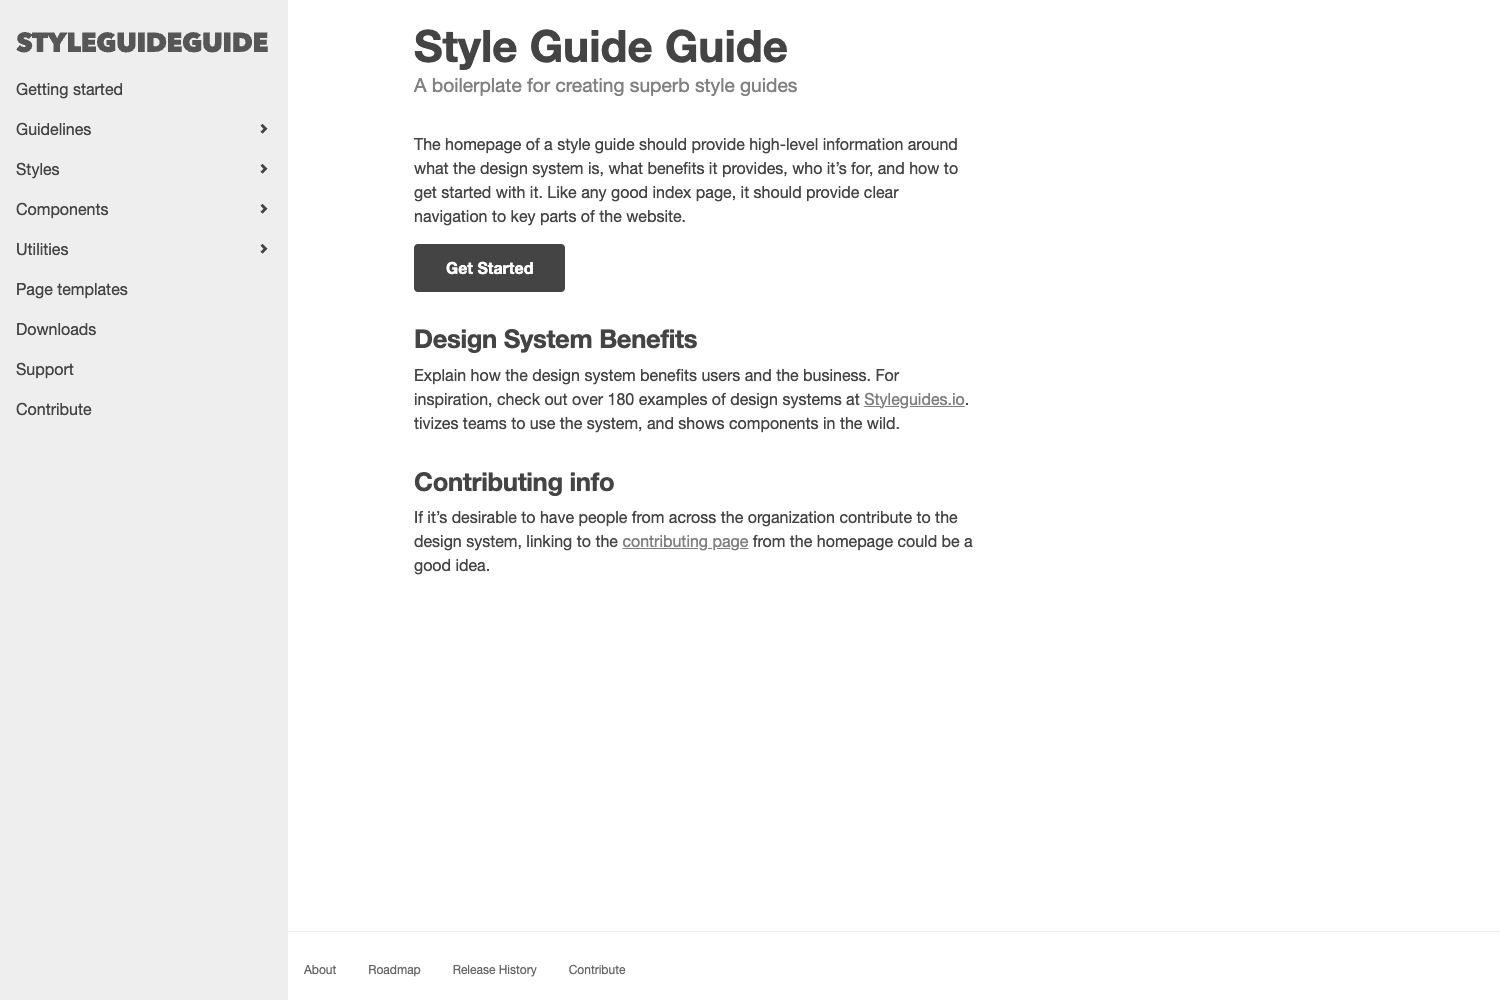 STYLEGUIDEGUIDE
Getting started
Guidelines
Styles
Components
Utilities
Page templates
Downloads
Support
Contribute
Style Guide Guide
A boilerplate for creating superb style guides
The homepage of a style guide should provide high-level information around
what the design system is, what benefits it provides, who it’s for, and how to
get started with it. Like any good index page, it should provide clear
navigation to key parts of the website.
Get Started
Design System Benefits
Explain how the design system benefits users and the business. For
inspiration, check out over 180 examples of design systems at Styleguides.io.
tivizes teams to use the system, and shows components in the wild.
Contributing info
If it’s desirable to have people from across the organization contribute to the
design system, linking to the contributing page from the homepage could be a
good idea.
About
Roadmap
Release History
Contribute